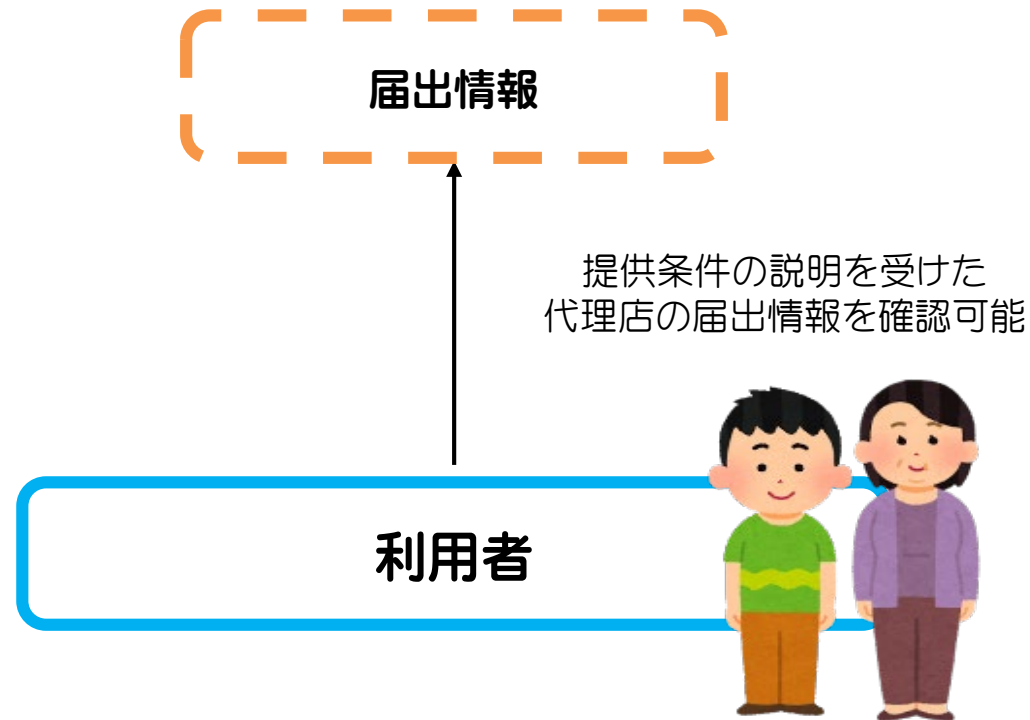 届出情報
提供条件の説明を受けた
代理店の届出情報を確認可能
利用者